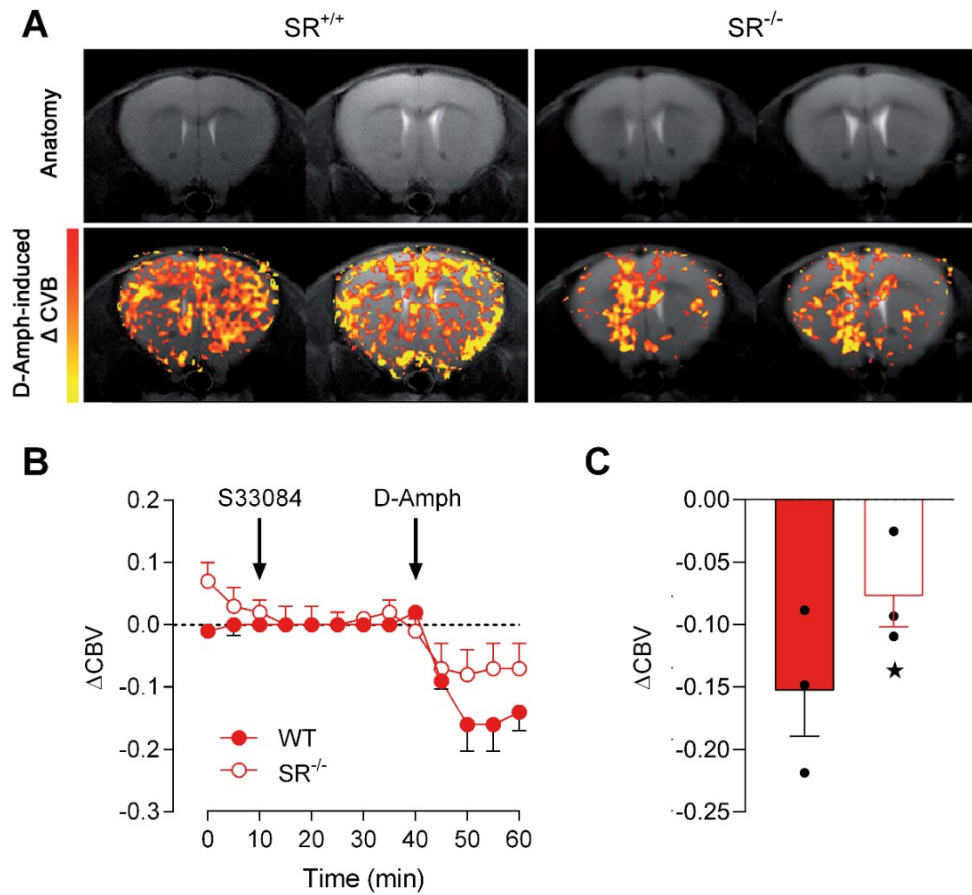 A
SR+/+
SR-/-
Anatomy
D-Amph-induced
Δ CVB
B
S33084
D-Amph
0.2
0.1
0.0
-0.1
-0.2
-0.3
ΔCBV
WT
SR-/-
0
10
20
30
40
50
60
Time (min)
C
0.00
-0.05
-0.10
-0.15
-0.20
-0.25
ΔCBV
★